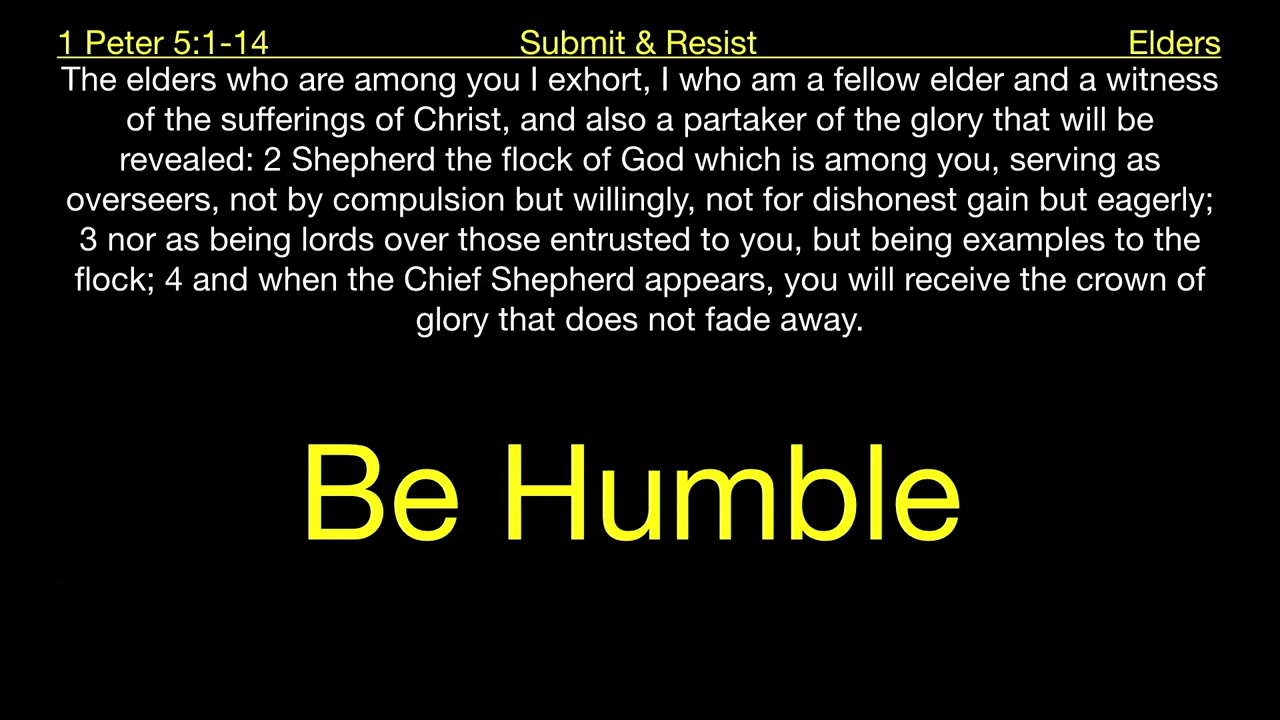 1 Peter 5:1-14 Submit & Resist Elders
The elders who are among you I exhort, I who am a fellow elder and a witness
of the sufferings of Christ, and also a partaker of the glory that will be
revealed: 2 Shepherd the flock of God which is among you, serving as
overseers, not by compulsion but willingly, not for dishonest gain but eagerly;
3 nor as being lords over those entrusted to you, but being examples to the
flock; 4 and when the Chief Shepherd appears, you will receive the crown of
glory that does not fade away.
Be Humble